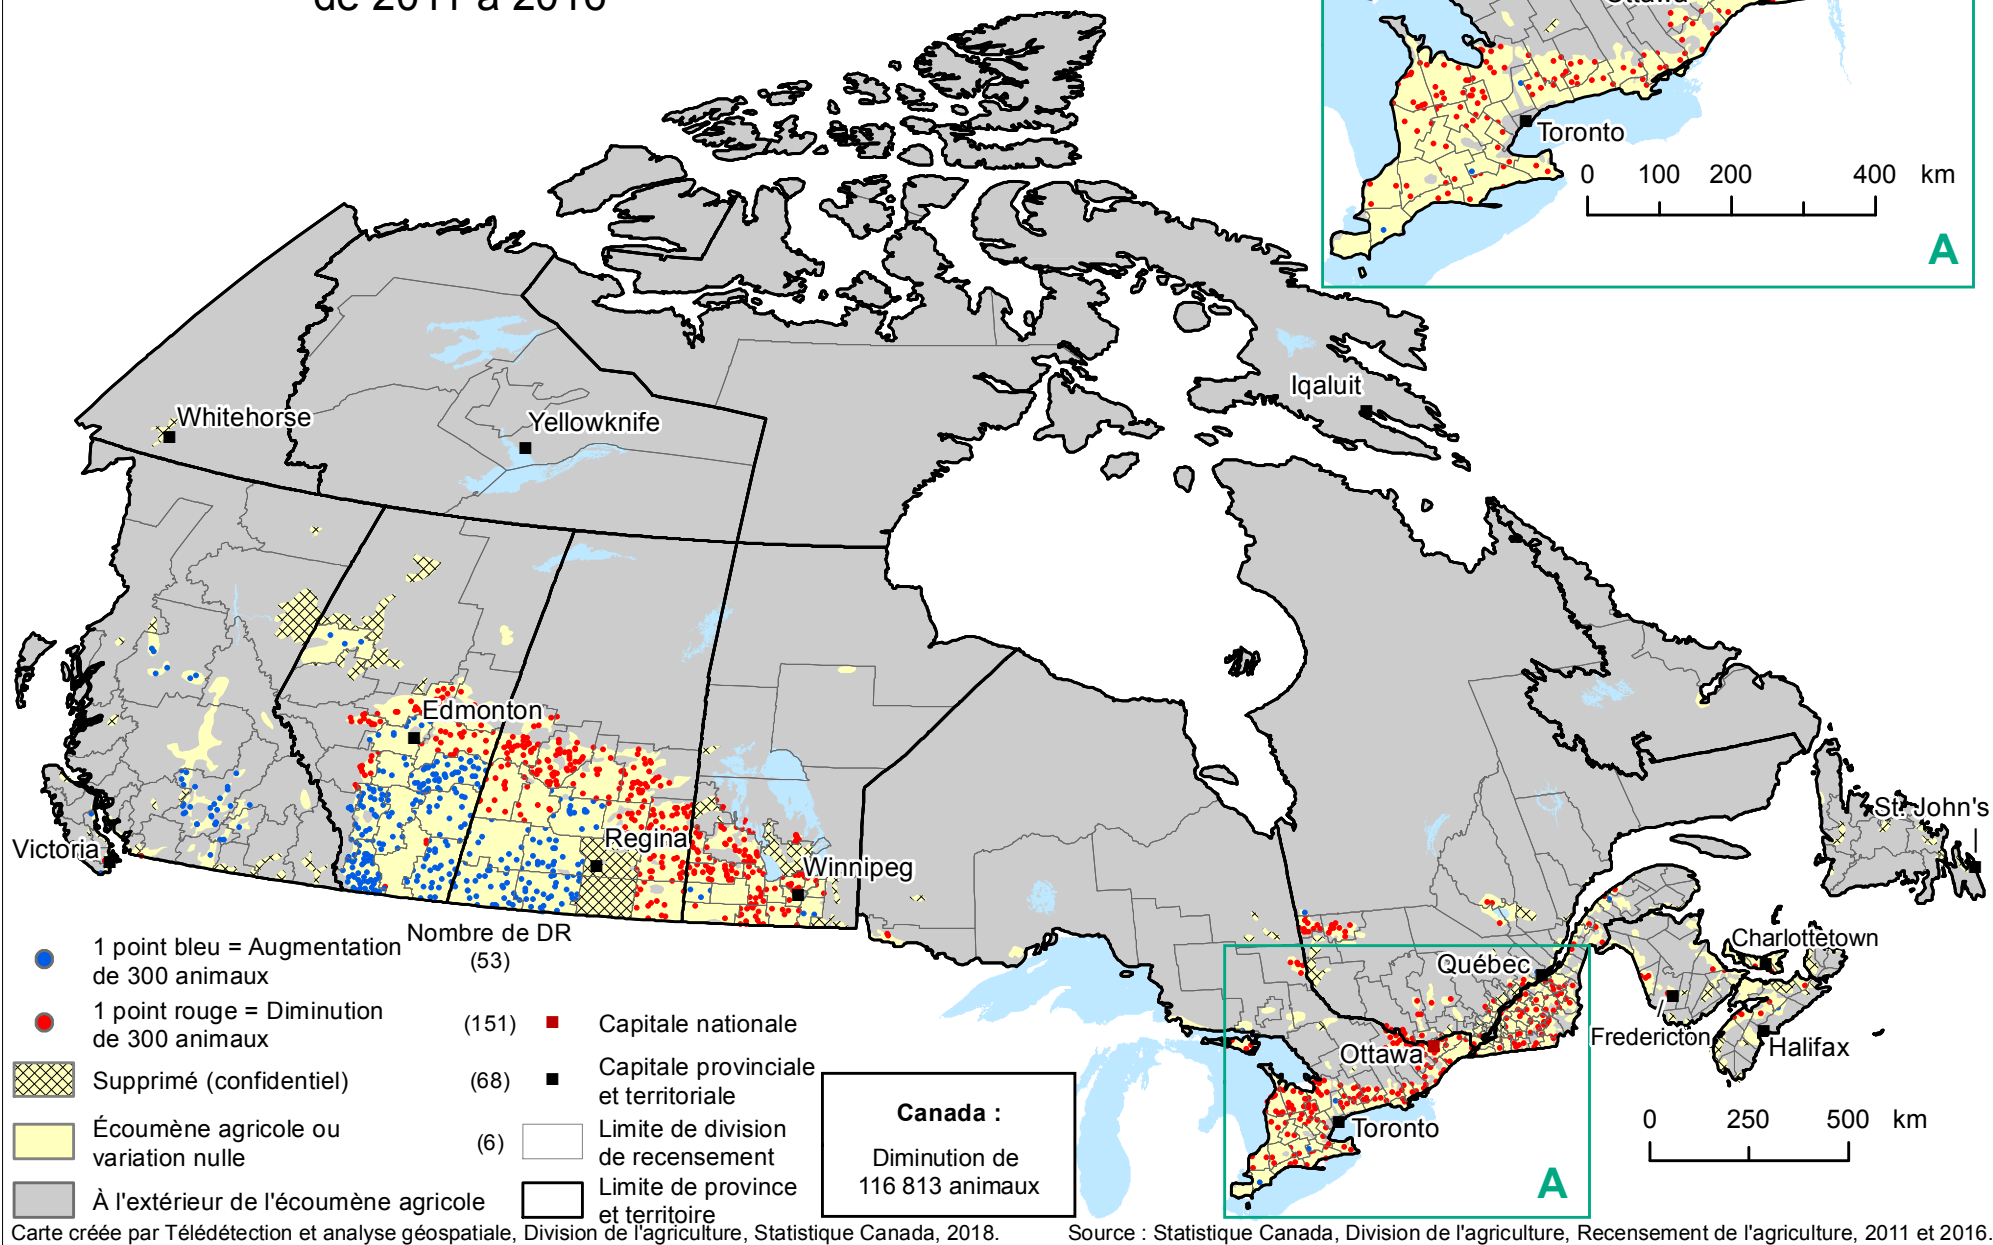 de 2011 à 2016
Ottawa
Toronto
0 100 200 400 km
A
Whitehorse
Yellowknife
Iqaluit
Edmonton
Regina
Winnipeg
Victoria
St. John's
Charlottetown
Québec
Fredericton
Halifax
Ottawa
Toronto
A
0 250 500 km
Nombre de DR
1 point bleu = Augmentation
de 300 animaux
(53)
1 point rouge = Diminution
de 300 animaux
(151)
Supprimé (confidentiel)
(68)
Écoumène agricole ou
variation nulle
(6)
À l'extérieur de l'écoumène agricole
Capitale nationale
Capitale provinciale
et territoriale
Limite de division
de recensement
Limite de province
et territoire
Canada :
Diminution de
116 813 animaux
Carte créée par Télédétection et analyse géospatiale, Division de l'agriculture, Statistique Canada, 2018.
Source : Statistique Canada, Division de l'agriculture, Recensement de l'agriculture, 2011 et 2016.